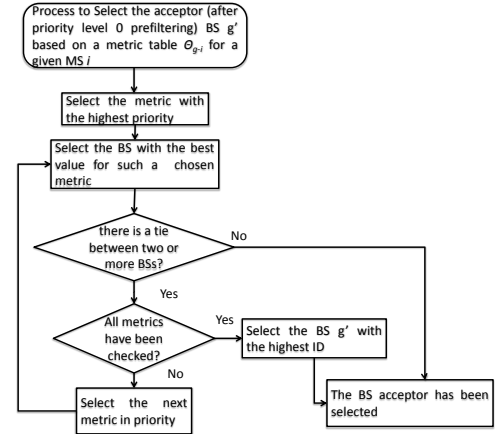 Process to Select the acceptor (after
priority level 0 prefiltering) BS g’
based on a metric table Θg-i for a
given MS i
Select the metric with
the highest priority
Select the BS with the best
value for such a chosen
metric
there is a tie
between two or
more BSs?
No
Yes
All metrics
have been
checked?
Yes
Select the BS g’ with
the highest ID
No
Select the next
metric in priority
The BS acceptor has been
selected